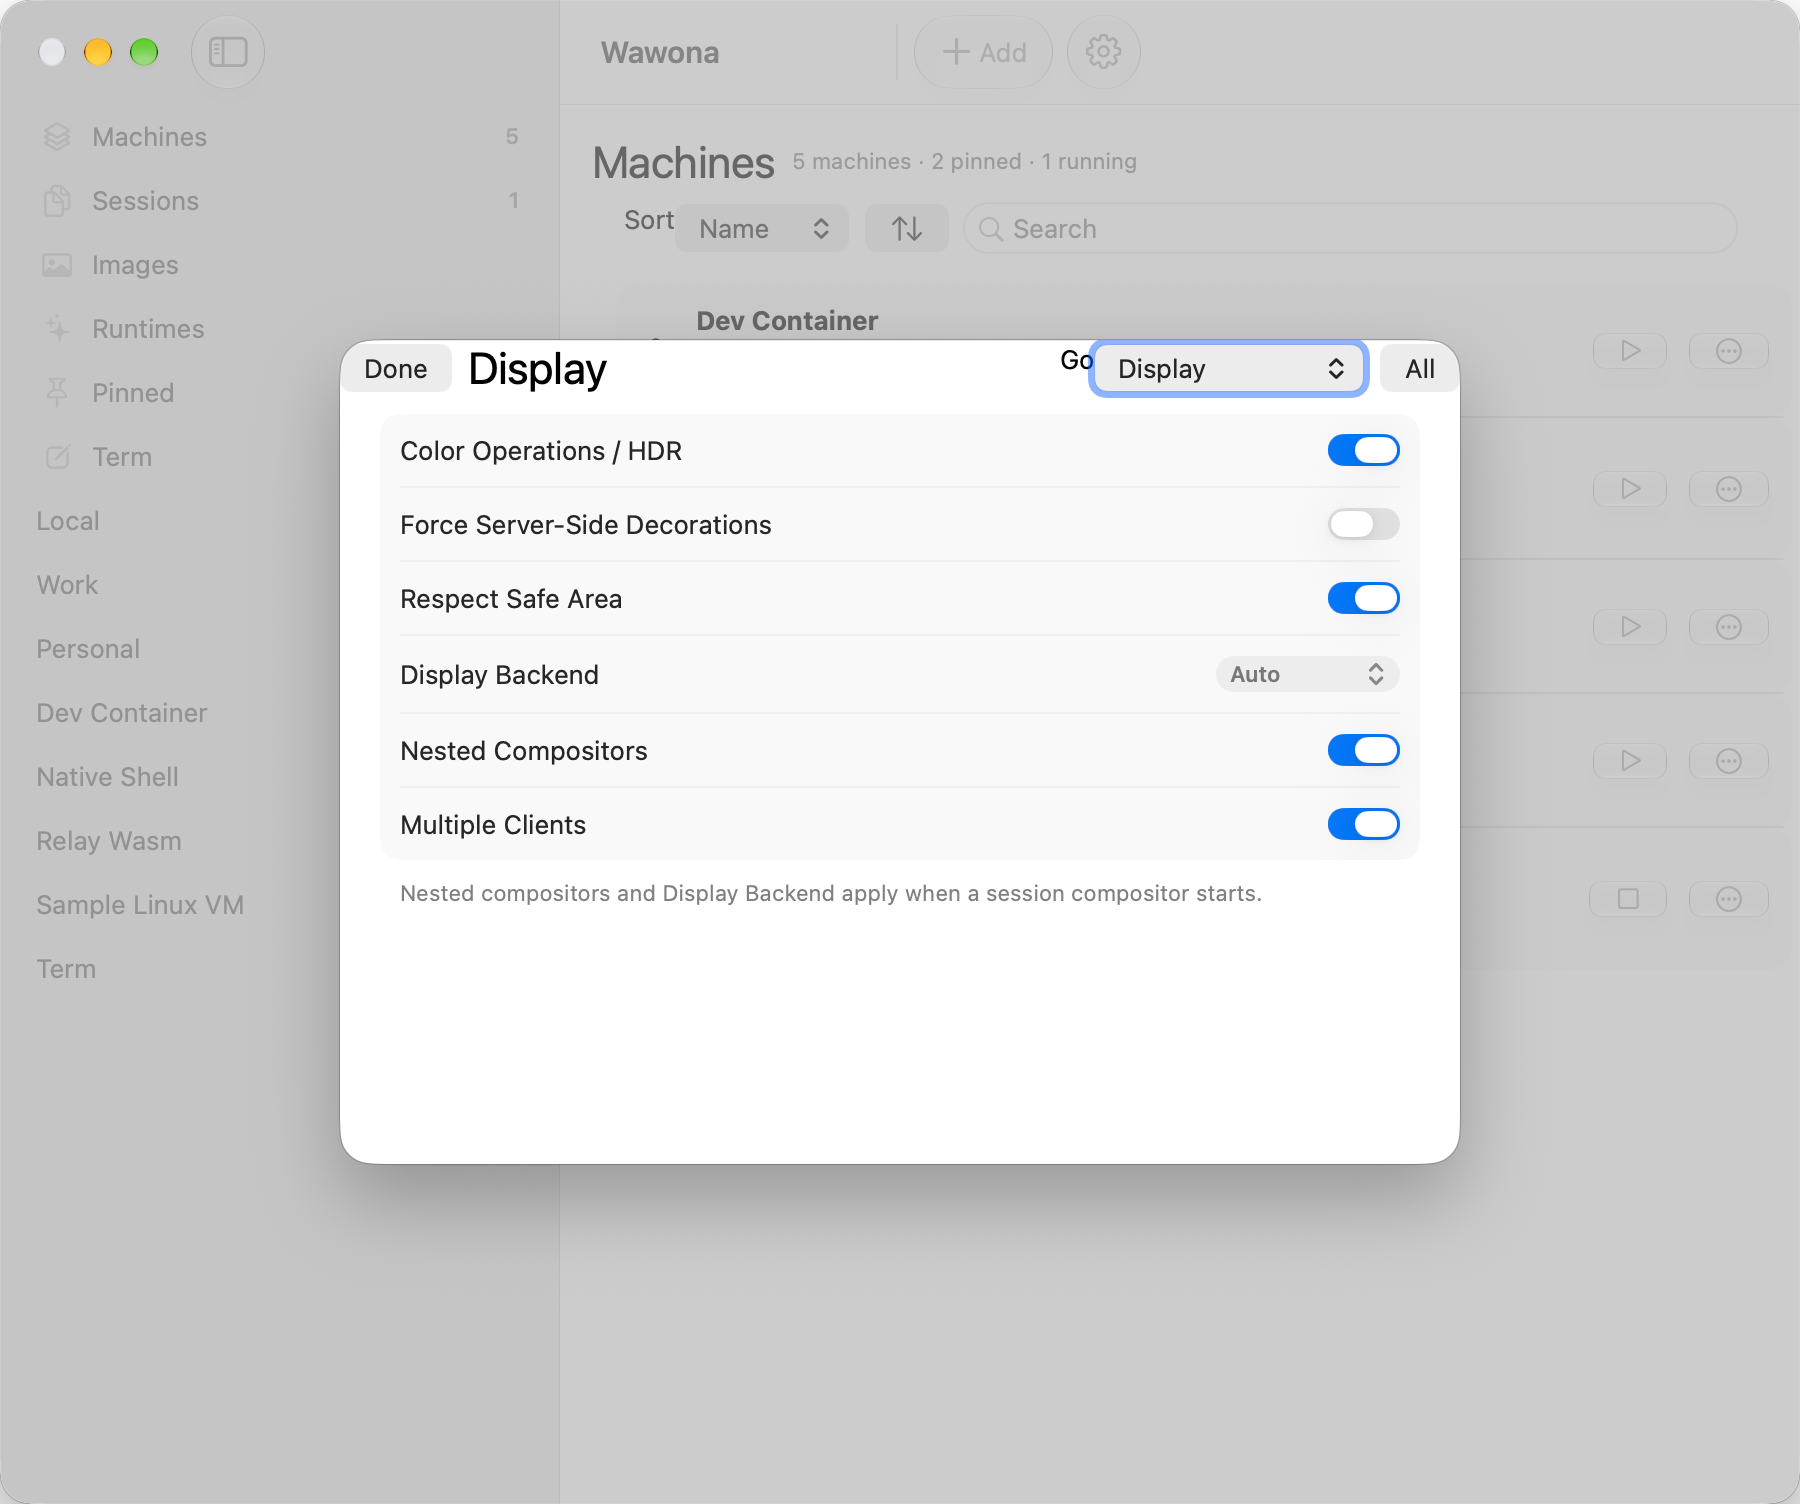 Wawona
Add
Machines 5
Sessions 1
Images
Runtimes
Pinned
Term
Local
Work
Personal
Dev Container
Native Shell
Relay Wasm
Sample Linux VM
Term
Machines 5 machines · 2 pinned · 1 running
Sort Name Search
Dev Container
Done Display Go Display All
Color Operations / HDR
Force Server-Side Decorations
Respect Safe Area
Display Backend Auto
Nested Compositors
Multiple Clients
Nested compositors and Display Backend apply when a session compositor starts.